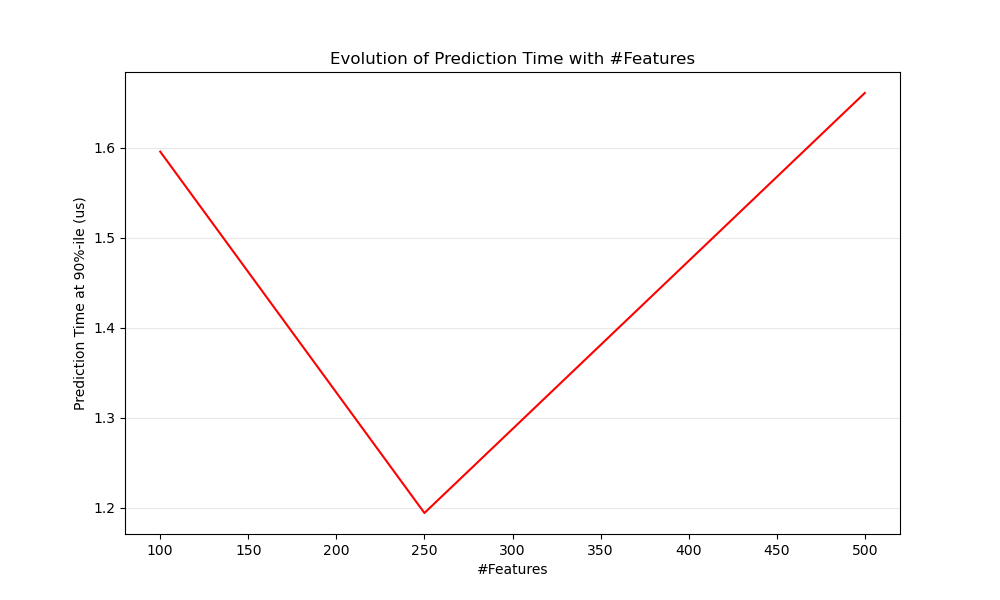 Evolution of Prediction Time with #Features
Prediction Time at 90%-ile (us)
1.6
1.5
1.4
1.3
1.2
100 150 200 250 300 350 400 450 500
#Features